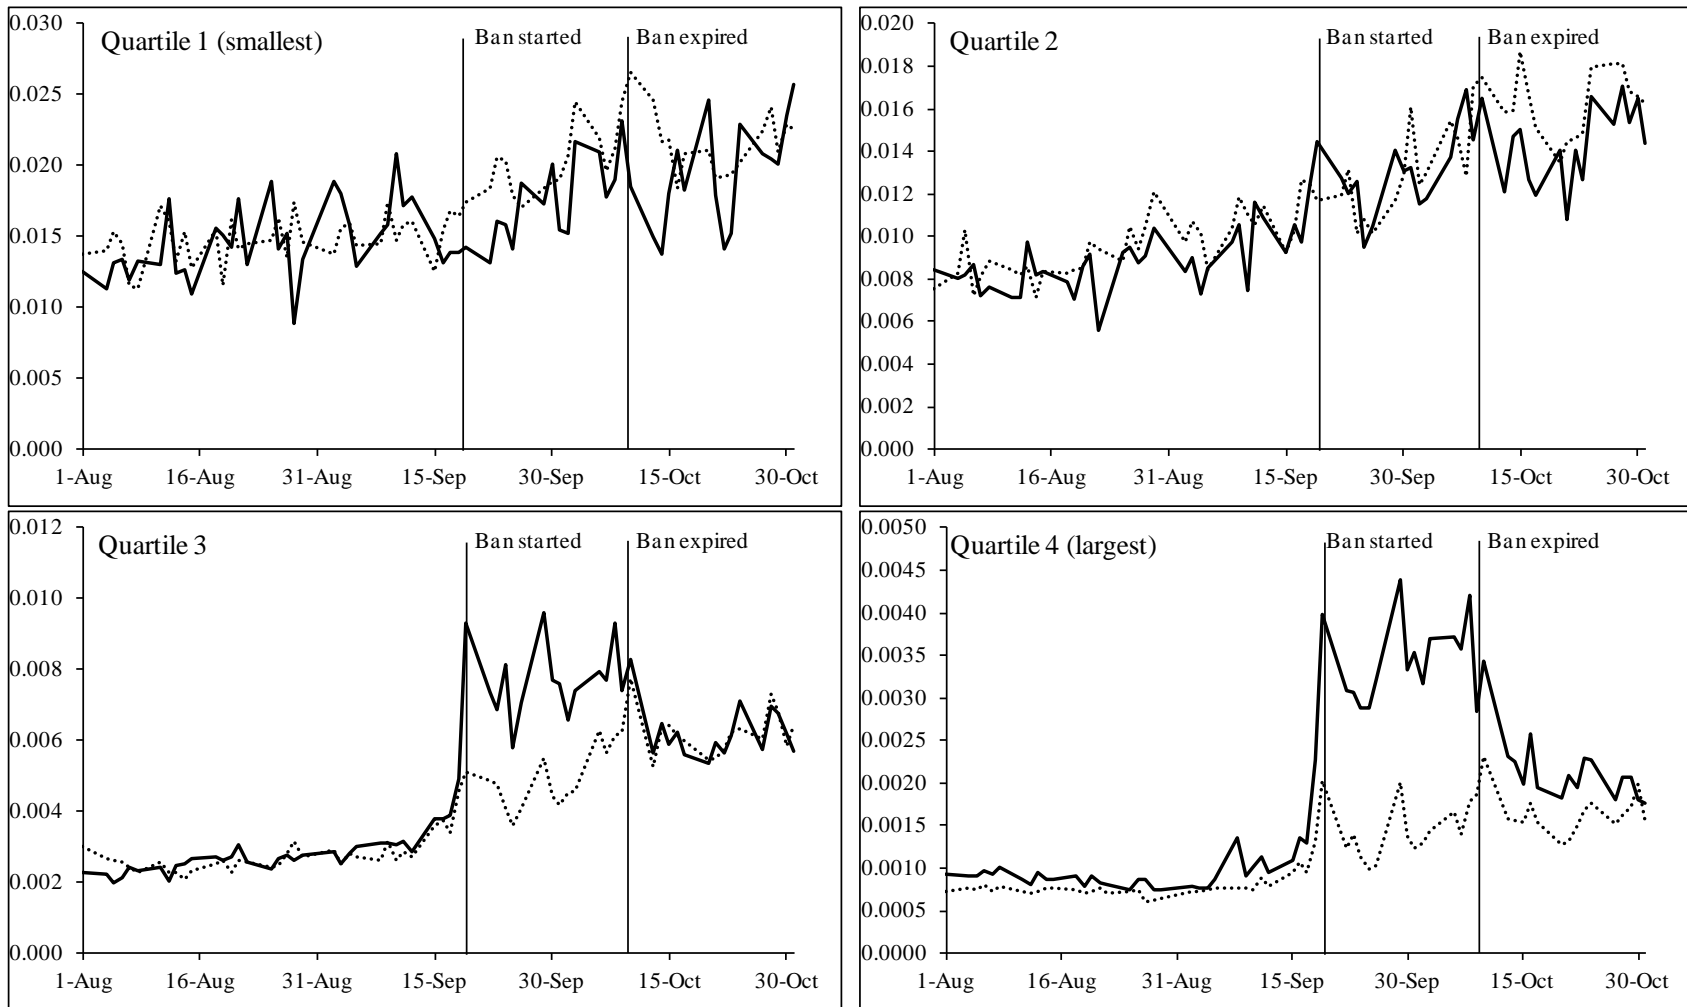 Quartile 1 (smallest)
Ban started
Ban expired
0.030
0.025
0.020
0.015
0.010
0.005
0.000
1-Aug
16-Aug
31-Aug
15-Sep
30-Sep
15-Oct
30-Oct
Quartile 2
Ban started
Ban expired
0.020
0.018
0.016
0.014
0.012
0.010
0.008
0.006
0.004
0.002
0.000
1-Aug
16-Aug
31-Aug
15-Sep
30-Sep
15-Oct
30-Oct
Quartile 3
Ban started
Ban expired
0.012
0.010
0.008
0.006
0.004
0.002
0.000
1-Aug
16-Aug
31-Aug
15-Sep
30-Sep
15-Oct
30-Oct
Quartile 4 (largest)
Ban started
Ban expired
0.0050
0.0045
0.0040
0.0035
0.0030
0.0025
0.0020
0.0015
0.0010
0.0005
0.0000
1-Aug
16-Aug
31-Aug
15-Sep
30-Sep
15-Oct
30-Oct